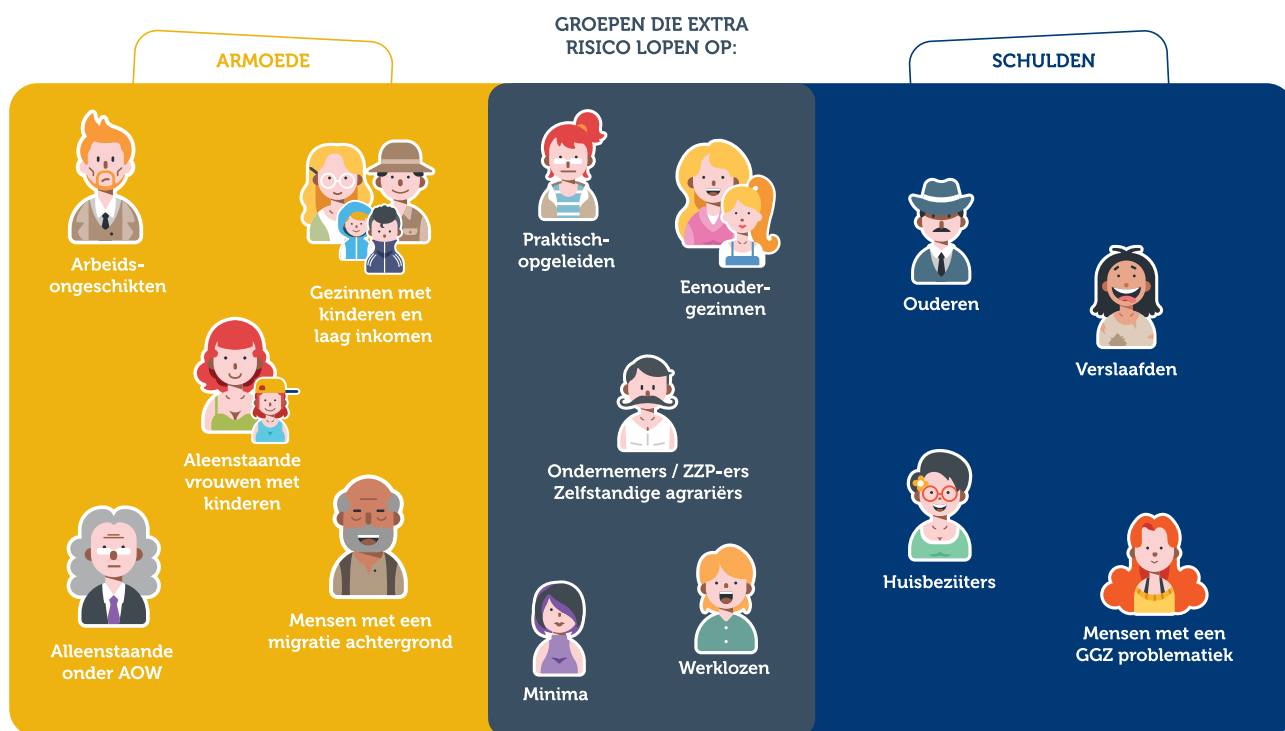 GROEPEN DIE EXTRA
RISICO LOPEN OP:
ARMOEDE
SCHULDEN
Arbeids-
ongeschikten
Gezinnen met
kinderen en
laag inkomen
Aleenstaande
vrouwen met
kinderen
Alleenstaande
onder AOW
Mensen met een
migratie achtergrond
Praktisch-
opgeleiden
Eenouder-
gezinnen
Ondernemers / ZZP-ers
Zelfstandige agrariërs
Minima
Werklozen
Ouderen
Verslaafden
Huisbeziiters
Mensen met een
GGZ problematiek